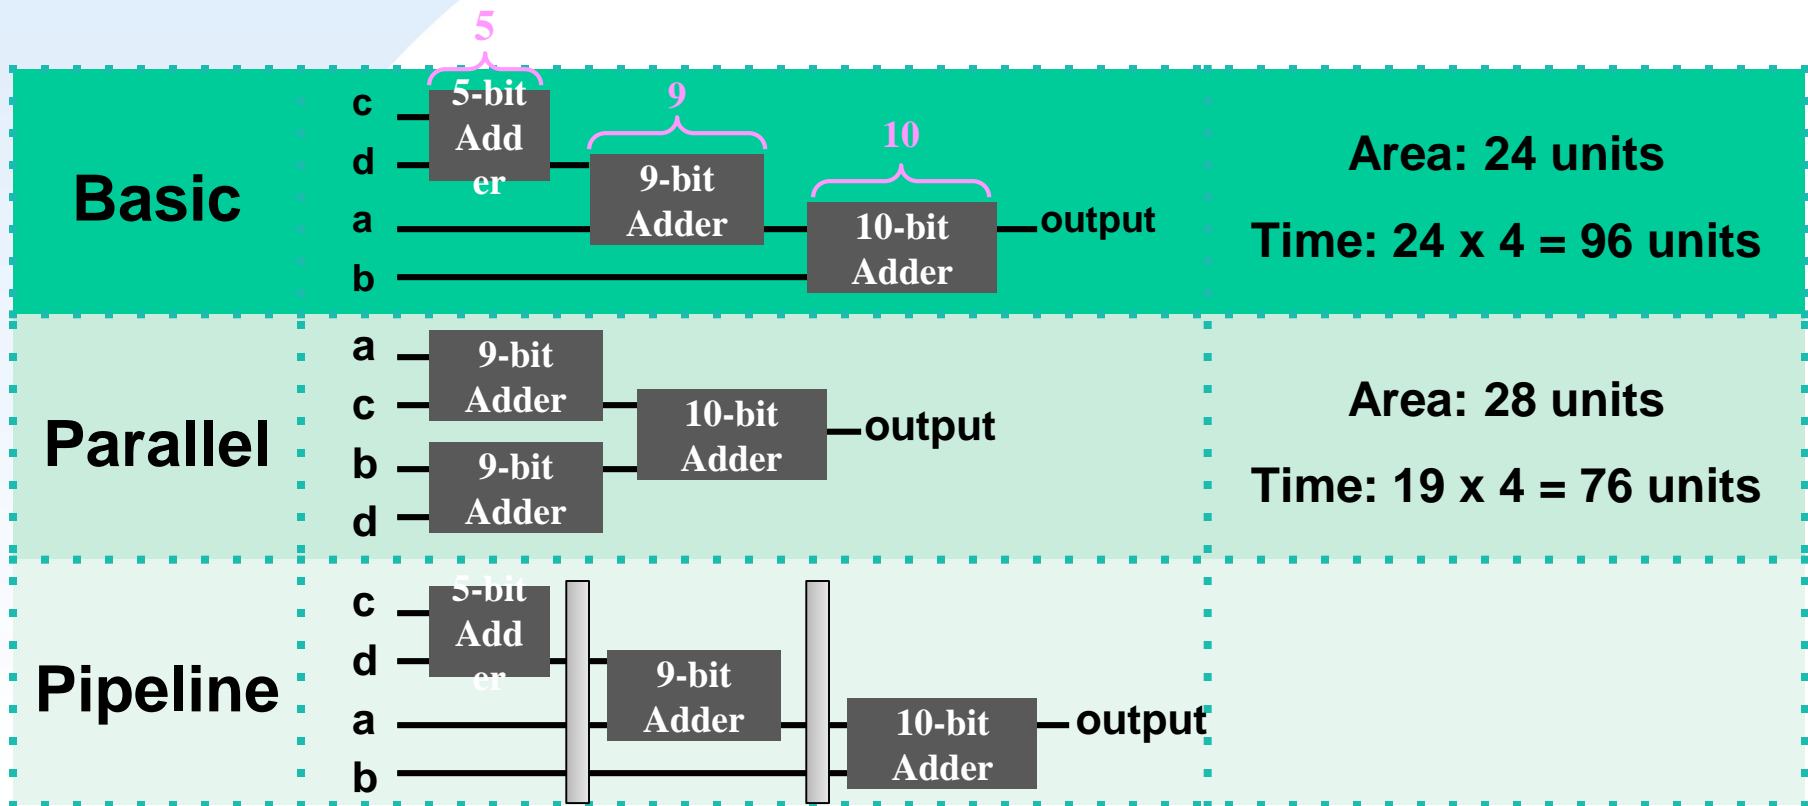 5
Basic
c
d
a
b
5-bit
Add
er
9
9-bit
Adder
10
10-bit
Adder
output
Area: 24 units
Time: 24 x 4 = 96 units
Parallel
a
c
b
d
9-bit
Adder
9-bit
Adder
10-bit
Adder
output
Area: 28 units
Time: 19 x 4 = 76 units
Pipeline
c
d
a
b
5-bit
Add
er
9-bit
Adder
10-bit
Adder
output